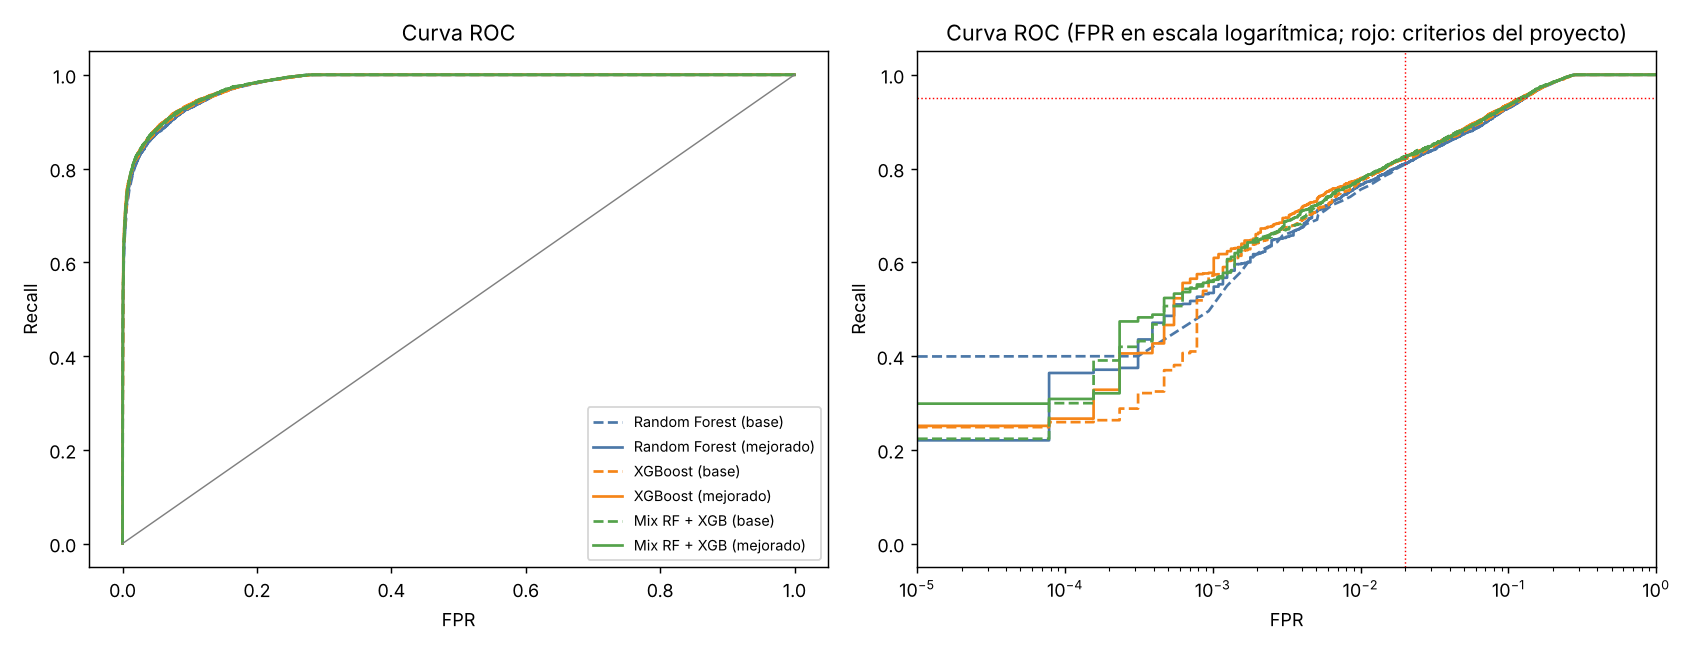 Curva ROC
Recall
1.0
0.8
0.6
0.4
0.2
0.0
0.0 0.2 0.4 0.6 0.8 1.0
FPR
Random Forest (base)
Random Forest (mejorado)
XGBoost (base)
XGBoost (mejorado)
Mix RF + XGB (base)
Mix RF + XGB (mejorado)
Curva ROC (FPR en escala logarítmica; rojo: criterios del proyecto)
Recall
1.0
0.8
0.6
0.4
0.2
0.0
10⁻⁵ 10⁻⁴ 10⁻³ 10⁻² 10⁻¹ 10⁰
FPR